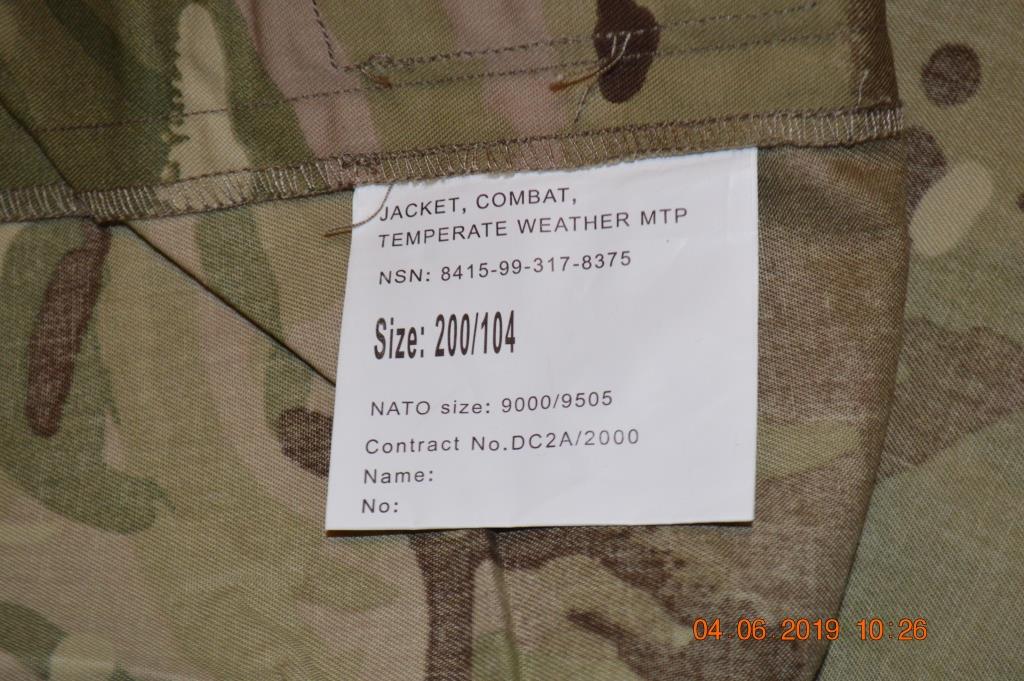 JACKET, COMBAT,
TEMPERATE WEATHER MTP
NSN: 8415-99-317-8375
Size: 200/104
NATO size: 9000/9505
Contract No.DC2A/2000
Name:
No:
04 06 2019 10:26